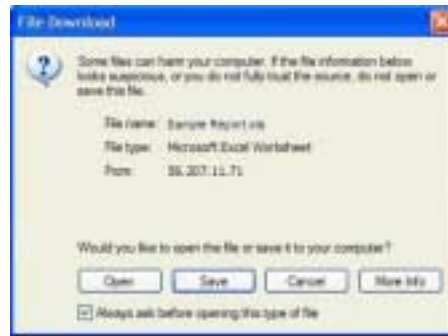 File Download
Some files can harm your computer. If the file information below
looks suspicious, or you do not fully trust the source, do not open or
save this file.
File name: Sample Report.xls
File type: Microsoft Excel Worksheet
From:
Would you like to open the file or save it to your computer?
Open Save Cancel More Info
Always ask before opening this type of file